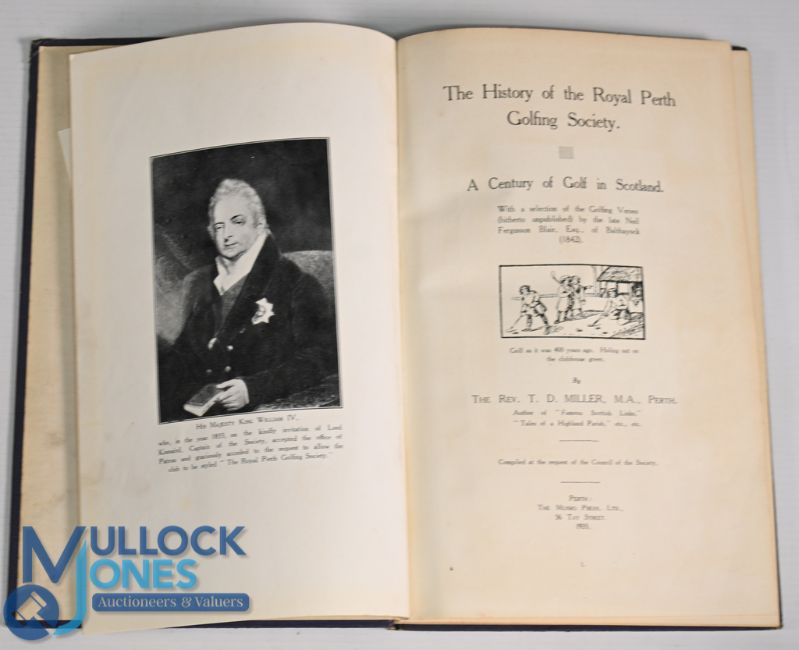 His Majesty King William IV.,
who, in the year 1833, on the kindly invitation of Lord
Kinnaird, Captain of the Society, accepted the office of
Patron and graciously acceded to the request to allow the
club to be styled "The Royal Perth Golfing Society."
The History of the Royal Perth
Golfing Society.
A Century of Golf in Scotland.
With a selection of the Golfing Verses
(hitherto unpublished) by the late Neil
Fergusson Blair, Esq., of Balthayock
(1842).
Golf as it was 400 years ago. Holing out on
the clubhouse green.
By
THE REV. T. D. MILLER, M.A., PERTH.
Author of "Famous Scottish Links,"
"Tales of a Highland Parish," etc., etc.
Compiled at the request of the Council of the Society.
PERTH:
THE MUNRO PRESS, LTD.,
36 TAY STREET.
1935.
MULLOCK
JONES
Auctioneers & Valuers